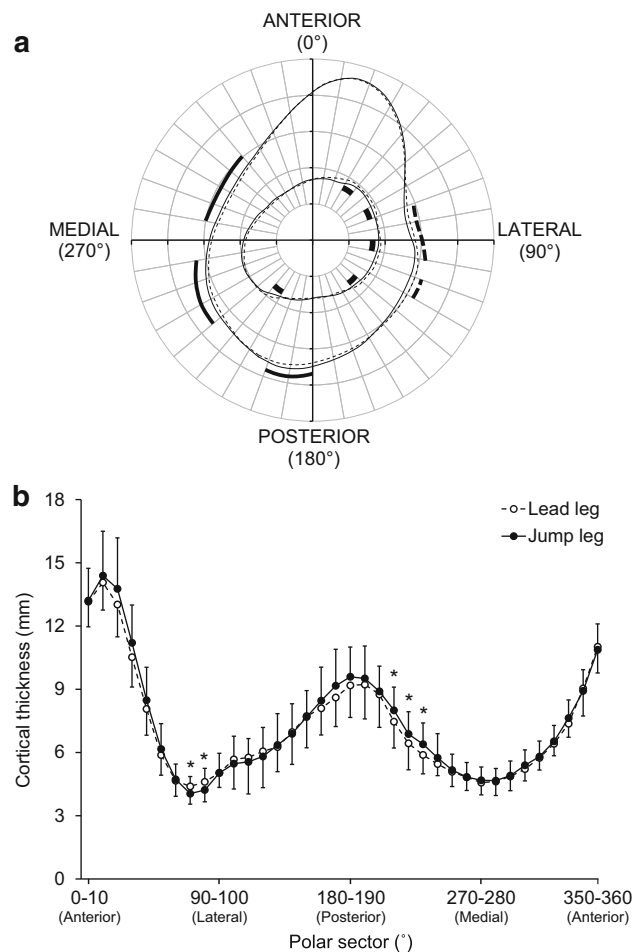 a
ANTERIOR
(0°)
MEDIAL
(270°)
LATERAL
(90°)
POSTERIOR
(180°)
b
Lead leg
Jump leg
Cortical thickness (mm)
18
15
12
9
6
3
0
* * * * *
0-10 90-100 180-190 270-280 350-360
(Anterior) (Lateral) (Posterior) (Medial) (Anterior)
Polar sector (°)